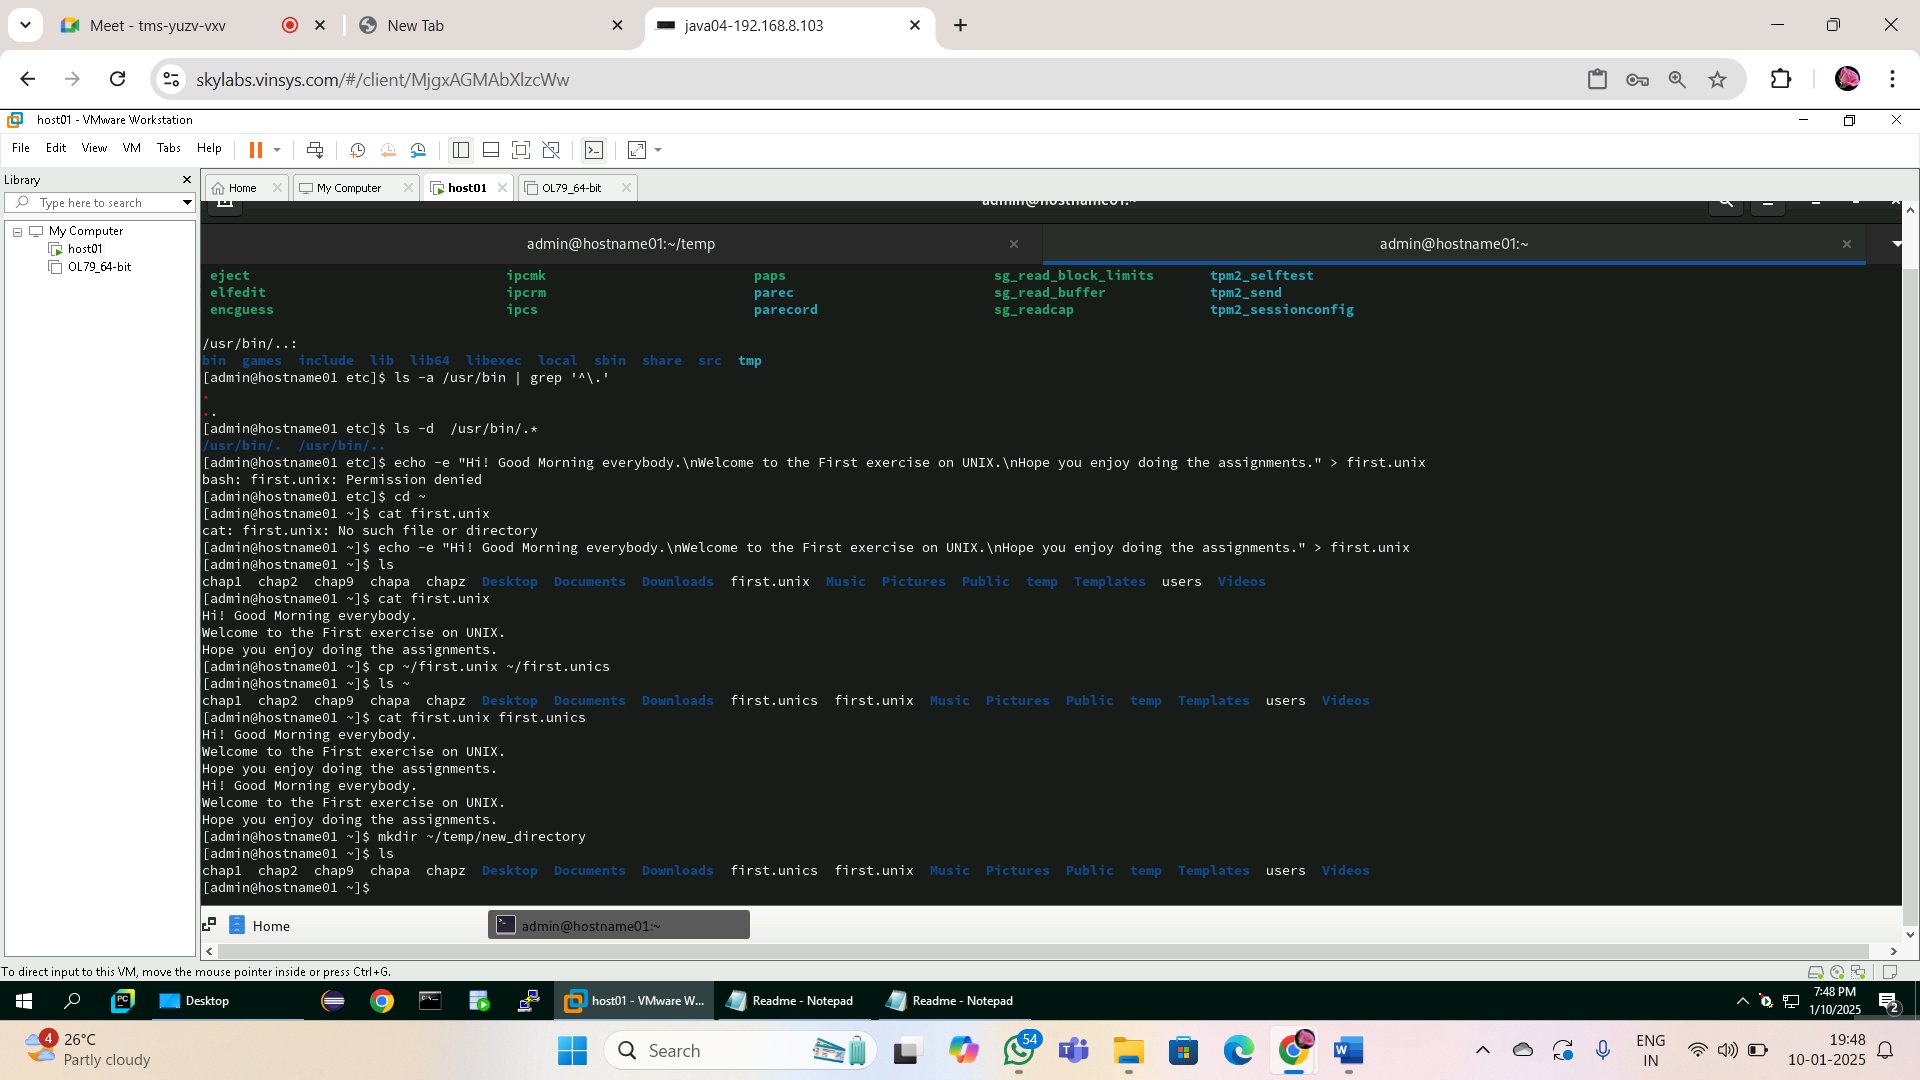 Meet - tms-yuzv-vxv
New Tab
java04-192.168.8.103
skylabs.vinsys.com/#/client/MjgxAGMAbXlzcWw
host01 - VMware Workstation
File Edit View VM Tabs Help
Library
Type here to search
My Computer
host01
OL79_64-bit
Home
My Computer
host01
OL79_64-bit
admin@hostname01:~
admin@hostname01:~/temp
admin@hostname01:~
eject ipcmk paps sg_read_block_limits tpm2_selftest
elfedit ipcrm parec sg_read_buffer tpm2_send
encguess ipcs parecord sg_readcap tpm2_sessionconfig
/usr/bin/..:
bin games include lib lib64 libexec local sbin share src tmp
[admin@hostname01 etc]$ ls -a /usr/bin | grep '^\.'
.
..
[admin@hostname01 etc]$ ls -d  /usr/bin/.*
/usr/bin/. /usr/bin/..
[admin@hostname01 etc]$ echo -e "Hi! Good Morning everybody.\nWelcome to the First exercise on UNIX.\nHope you enjoy doing the assignments." > first.unix
bash: first.unix: Permission denied
[admin@hostname01 etc]$ cd ~
[admin@hostname01 ~]$ cat first.unix
cat: first.unix: No such file or directory
[admin@hostname01 ~]$ echo -e "Hi! Good Morning everybody.\nWelcome to the First exercise on UNIX.\nHope you enjoy doing the assignments." > first.unix
[admin@hostname01 ~]$ ls
chap1 chap2 chap9 chapa chapz Desktop Documents Downloads first.unix Music Pictures Public temp Templates users Videos
[admin@hostname01 ~]$ cat first.unix
Hi! Good Morning everybody.
Welcome to the First exercise on UNIX.
Hope you enjoy doing the assignments.
[admin@hostname01 ~]$ cp ~/first.unix ~/first.unics
[admin@hostname01 ~]$ ls ~
chap1 chap2 chap9 chapa chapz Desktop Documents Downloads first.unics first.unix Music Pictures Public temp Templates users Videos
[admin@hostname01 ~]$ cat first.unix first.unics
Hi! Good Morning everybody.
Welcome to the First exercise on UNIX.
Hope you enjoy doing the assignments.
Hi! Good Morning everybody.
Welcome to the First exercise on UNIX.
Hope you enjoy doing the assignments.
[admin@hostname01 ~]$ mkdir ~/temp/new_directory
[admin@hostname01 ~]$ ls
chap1 chap2 chap9 chapa chapz Desktop Documents Downloads first.unics first.unix Music Pictures Public temp Templates users Videos
[admin@hostname01 ~]$
Home
admin@hostname01:~
To direct input to this VM, move the mouse pointer inside or press Ctrl+G.
PC
Desktop
host01 - VMware W...
Readme - Notepad
Readme - Notepad
7:48 PM
1/10/2025
2
4
26°C
Partly cloudy
Search
54
ENG
IN
19:48
10-01-2025